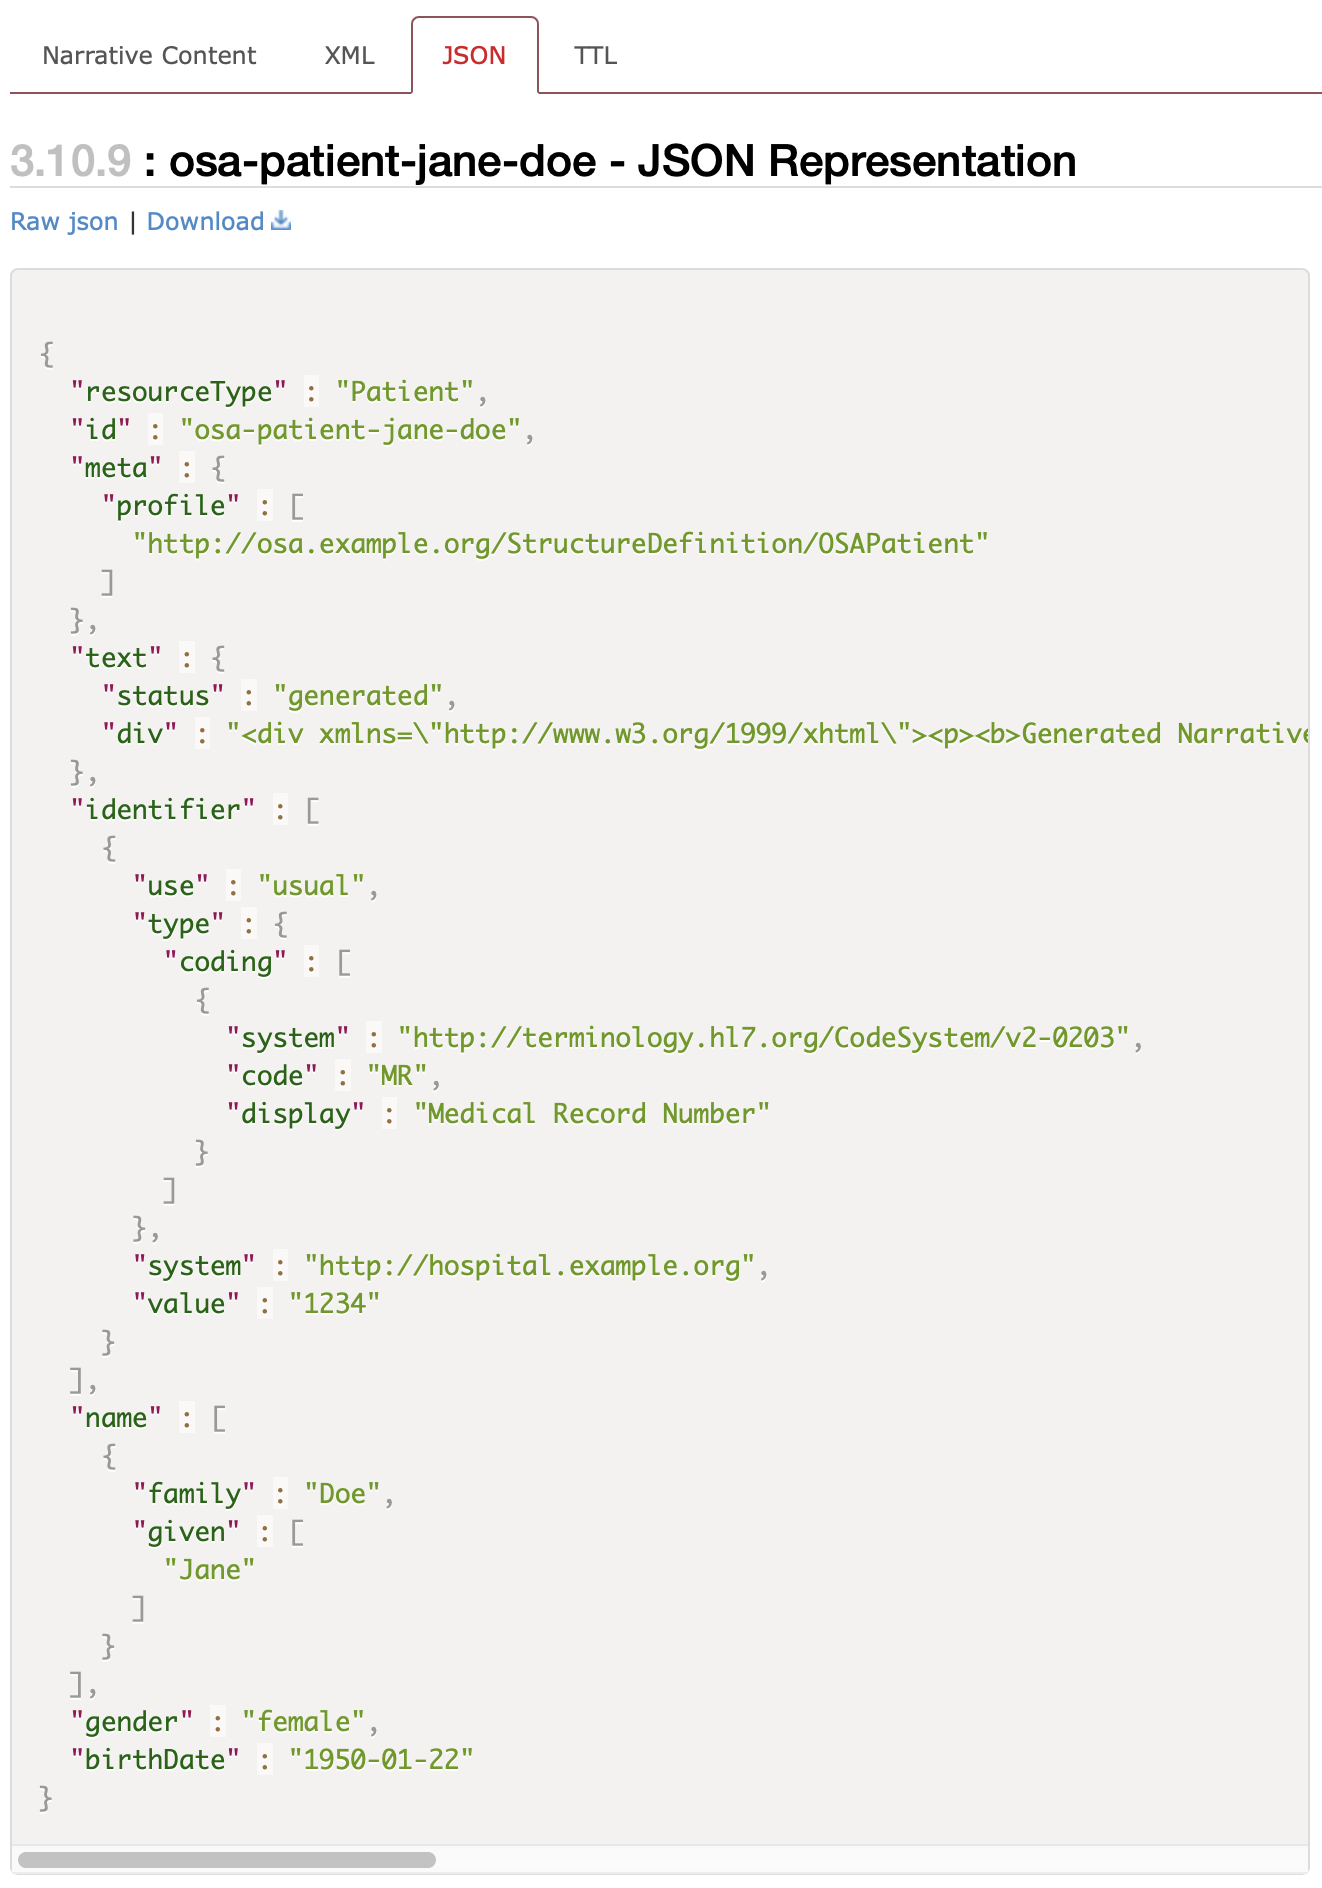 Narrative Content XML JSON TTL
3.10.9 : osa-patient-jane-doe - JSON Representation
Raw json | Download
{
  "resourceType" : "Patient",
  "id" : "osa-patient-jane-doe",
  "meta" : {
    "profile" : [
      "http://osa.example.org/StructureDefinition/OSAPatient"
    ]
  },
  "text" : {
    "status" : "generated",
    "div" : "<div xmlns=\"http://www.w3.org/1999/xhtml\"><p><b>Generated Narrative
  },
  "identifier" : [
    {
      "use" : "usual",
      "type" : {
        "coding" : [
          {
            "system" : "http://terminology.hl7.org/CodeSystem/v2-0203",
            "code" : "MR",
            "display" : "Medical Record Number"
          }
        ]
      },
      "system" : "http://hospital.example.org",
      "value" : "1234"
    }
  ],
  "name" : [
    {
      "family" : "Doe",
      "given" : [
        "Jane"
      ]
    }
  ],
  "gender" : "female",
  "birthDate" : "1950-01-22"
}